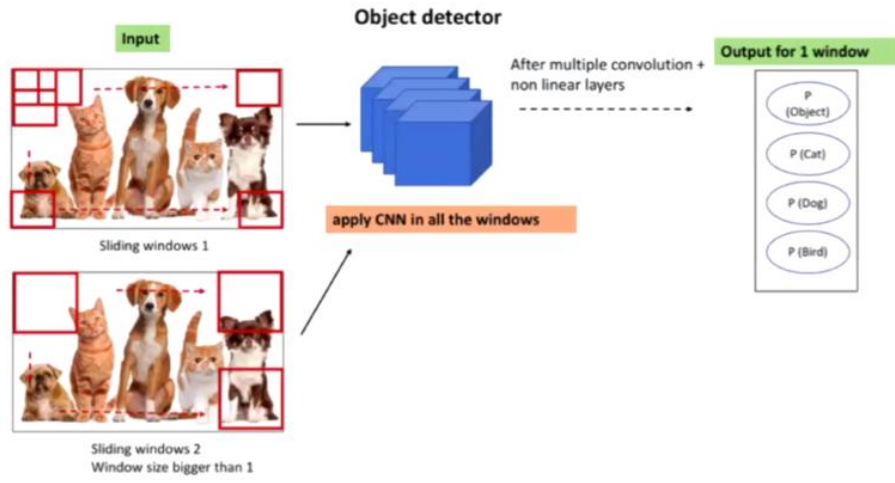 Object detector
Input
After multiple convolution +
non linear layers
Output for 1 window
P
(Object)
P (Cat)
P (Dog)
P (Bird)
apply CNN in all the windows
Sliding windows 1
Sliding windows 2
Window size bigger than 1